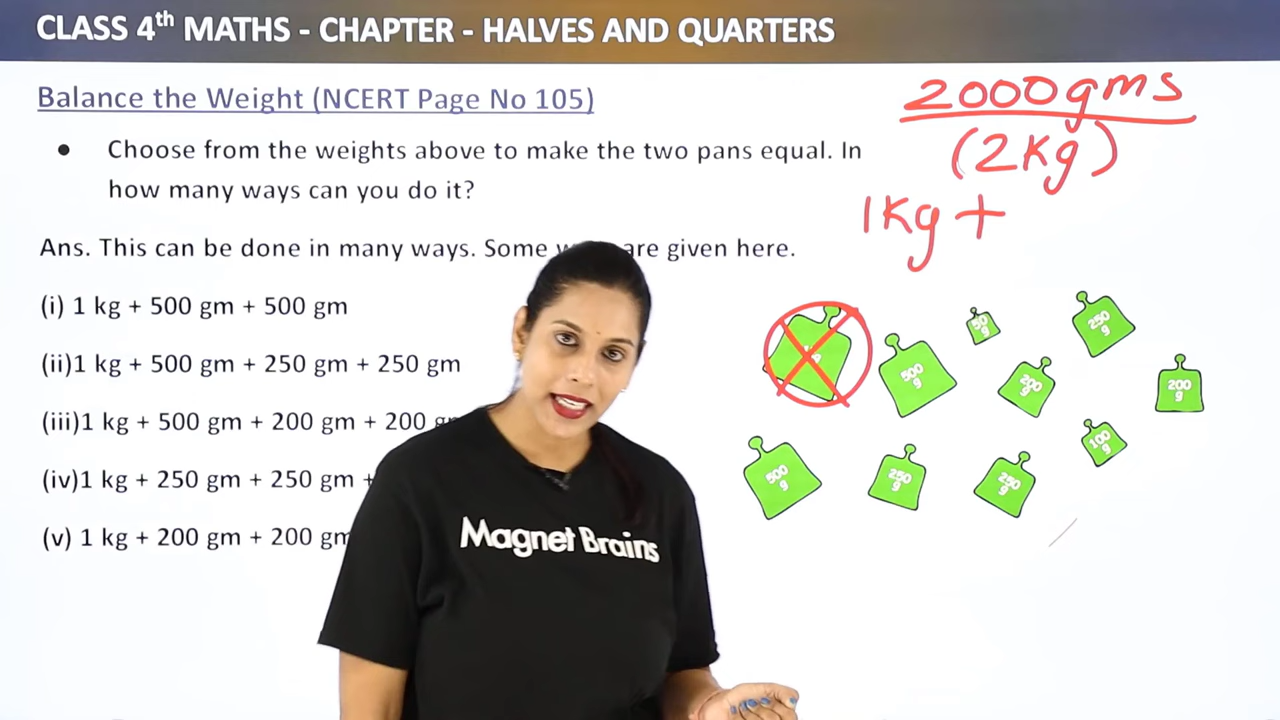 CLASS 4th MATHS - CHAPTER - HALVES AND QUARTERS
Balance the Weight (NCERT Page No 105)
2000gms
(2Kg)
1Kg +
● Choose from the weights above to make the two pans equal. In
how many ways can you do it?
Ans. This can be done in many ways. Some are given here.
(i) 1 kg + 500 gm + 500 gm
(ii)1 kg + 500 gm + 250 gm + 250 gm
(iii)1 kg + 500 gm + 200 gm + 200
(iv)1 kg + 250 gm + 250 gm +
(v) 1 kg + 200 gm + 200 gm
500 g
50 g
250 g
200 g
200 g
500 g
250 g
250 g
100 g
Magnet Brains